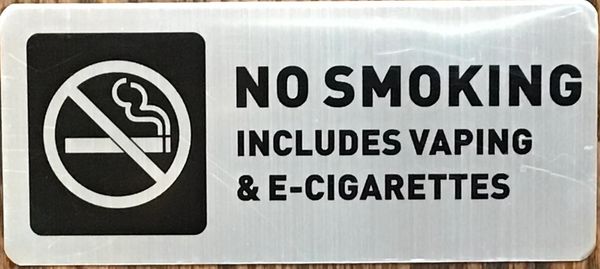 NO SMOKING
INCLUDES VAPING
& E-CIGARETTES